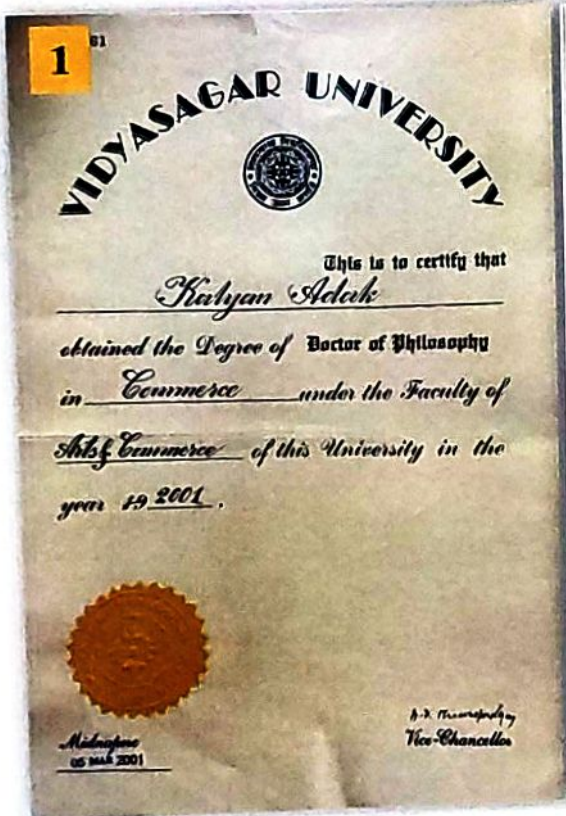 1
61
VIDYASAGAR UNIVERSITY
This is to certify that
Kalyan Adak
obtained the Degree of Doctor of Philosophy
in Commerce under the Faculty of
Arts & Commerce of this University in the
year 19 2001.
Midnapore
05 MAR 2001
Vice-Chancellor